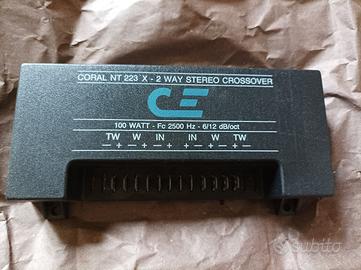 CORAL NT 223 X - 2 WAY STEREO CROSSOVER
CE
100 WATT - Fc 2500 Hz - 6/12 dB/oct
TW W IN IN W TW
- + - + - + - + - + - +
subito